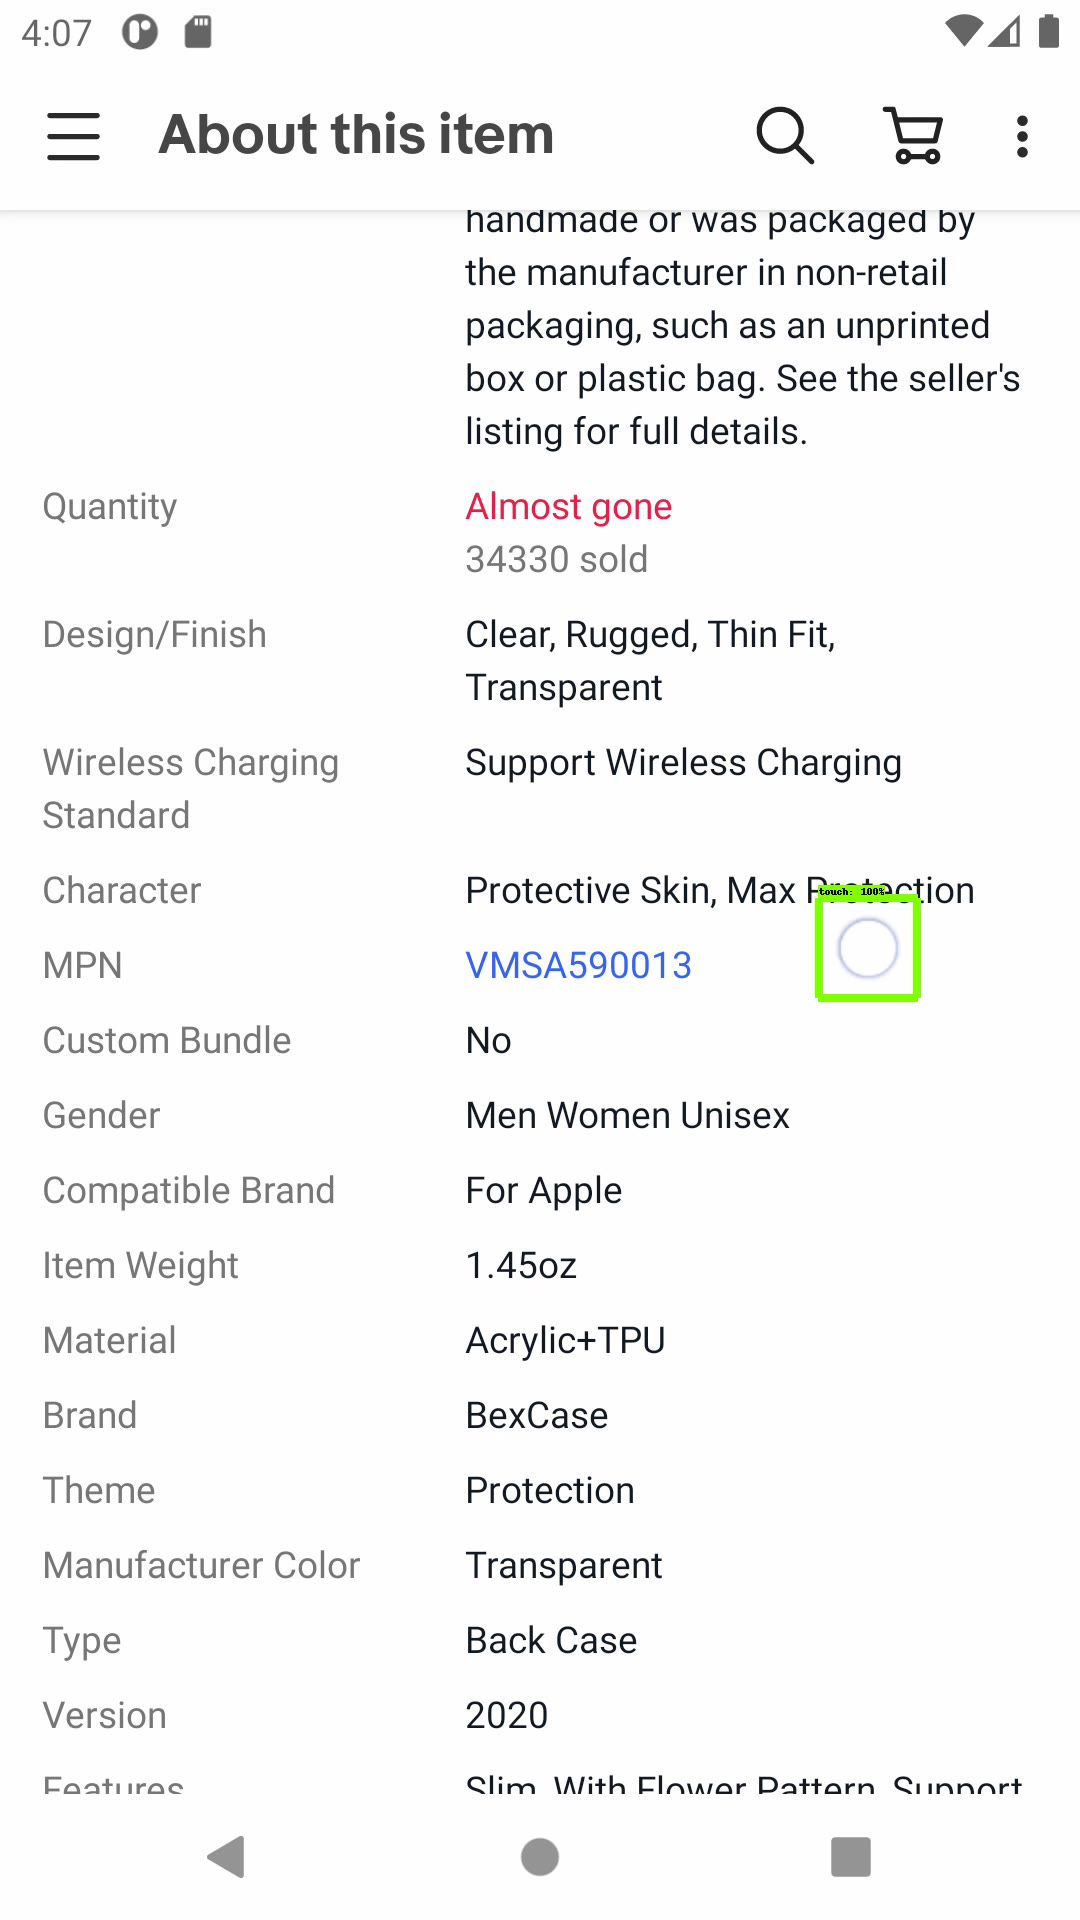 4:07
About this item
handmade or was packaged by
the manufacturer in non-retail
packaging, such as an unprinted
box or plastic bag. See the seller's
listing for full details.
Quantity Almost gone
34330 sold
Design/Finish Clear, Rugged, Thin Fit,
Transparent
Wireless Charging Support Wireless Charging
Standard
Character Protective Skin, Max Protection
touch: 100%
MPN VMSA590013
Custom Bundle No
Gender Men Women Unisex
Compatible Brand For Apple
Item Weight 1.45oz
Material Acrylic+TPU
Brand BexCase
Theme Protection
Manufacturer Color Transparent
Type Back Case
Version 2020
Features Slim, With Flower Pattern, Support